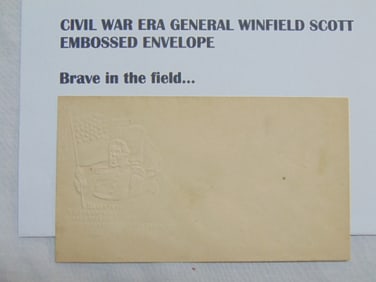 CIVIL WAR ERA GENERAL WINFIELD SCOTT
EMBOSSED ENVELOPE
Brave in the field...